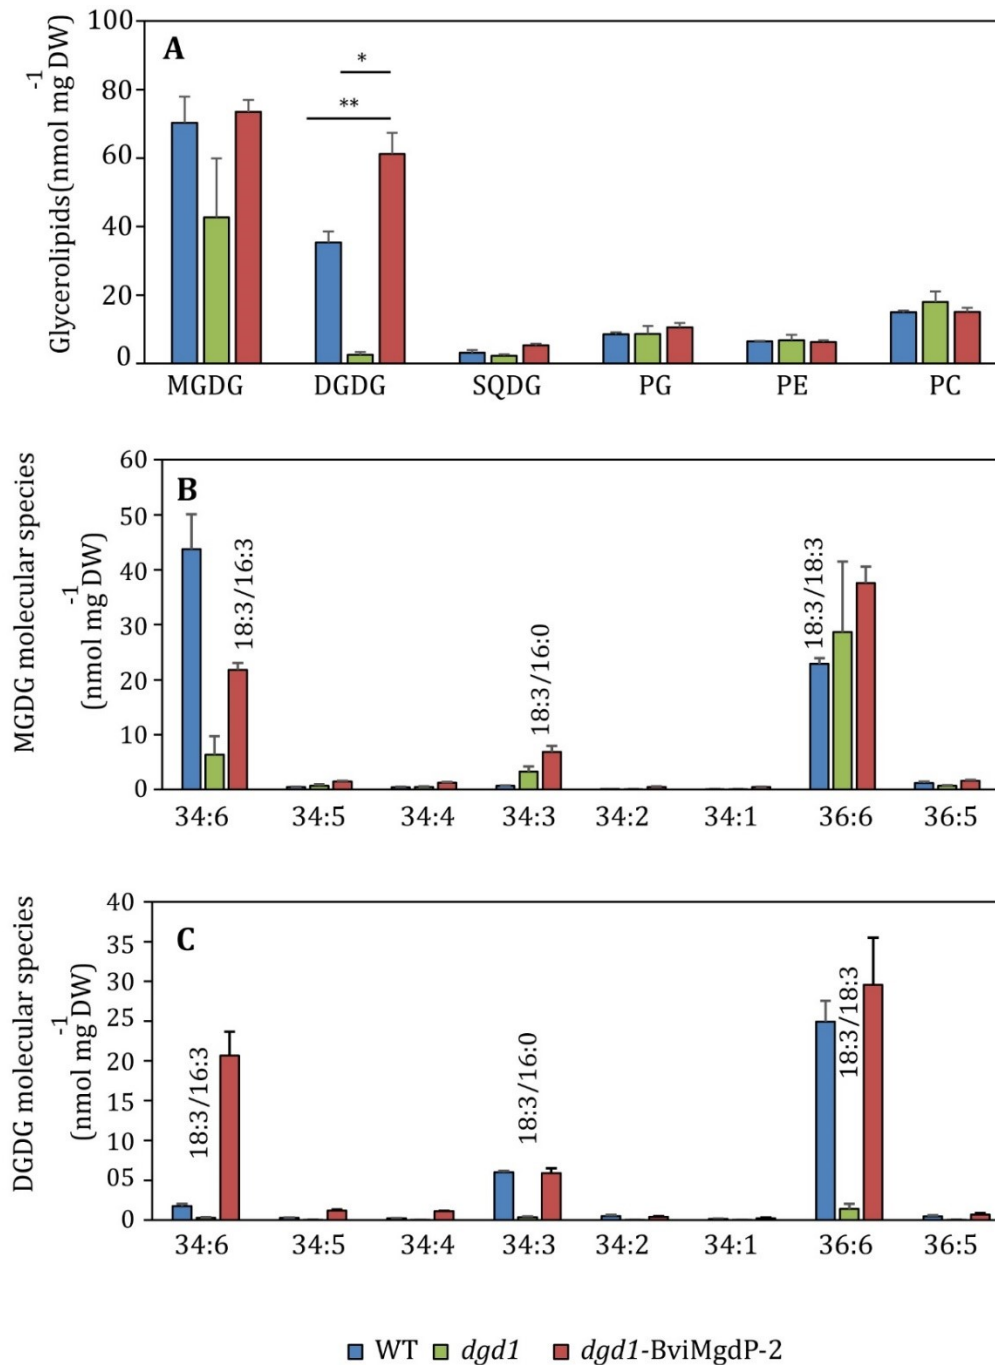 A
Glycerolipids (nmol mg⁻¹ DW)
100
80
60
40
20
0
*
**
MGDG DGDG SQDG PG PE PC
B
MGDG molecular species
(nmol mg⁻¹ DW)
60
50
40
30
20
10
0
18:3/16:3
18:3/16:0
18:3/18:3
34:6 34:5 34:4 34:3 34:2 34:1 36:6 36:5
C
DGDG molecular species
(nmol mg⁻¹ DW)
40
35
30
25
20
15
10
05
0
18:3/16:3
18:3/16:0
18:3/18:3
34:6 34:5 34:4 34:3 34:2 34:1 36:6 36:5
WT dgd1 dgd1-BviMgdP-2